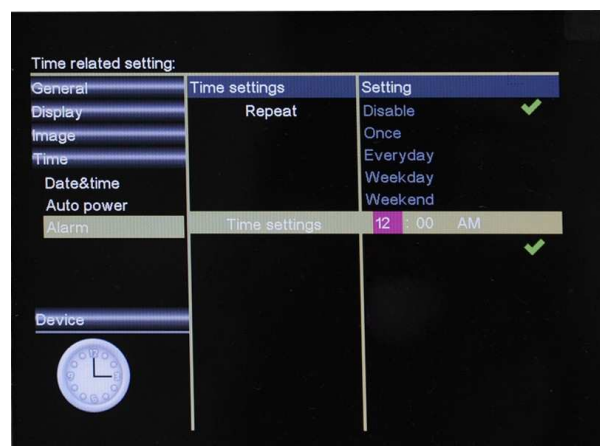 Time related setting:
General
Display
Image
Time
Date&time
Auto power
Alarm
Device
Time settings
Repeat
Time settings
Setting
Disable
Once
Everyday
Weekday
Weekend
12 : 00 AM